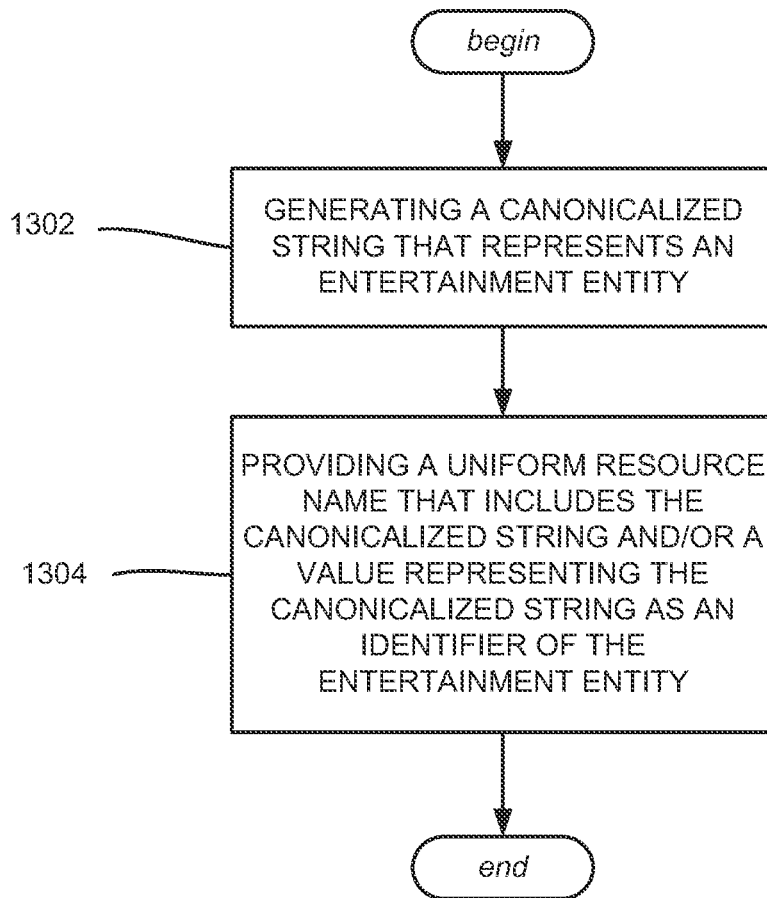 begin
1302
GENERATING A CANONICALIZED
STRING THAT REPRESENTS AN
ENTERTAINMENT ENTITY
1304
PROVIDING A UNIFORM RESOURCE
NAME THAT INCLUDES THE
CANONICALIZED STRING AND/OR A
VALUE REPRESENTING THE
CANONICALIZED STRING AS AN
IDENTIFIER OF THE
ENTERTAINMENT ENTITY
end